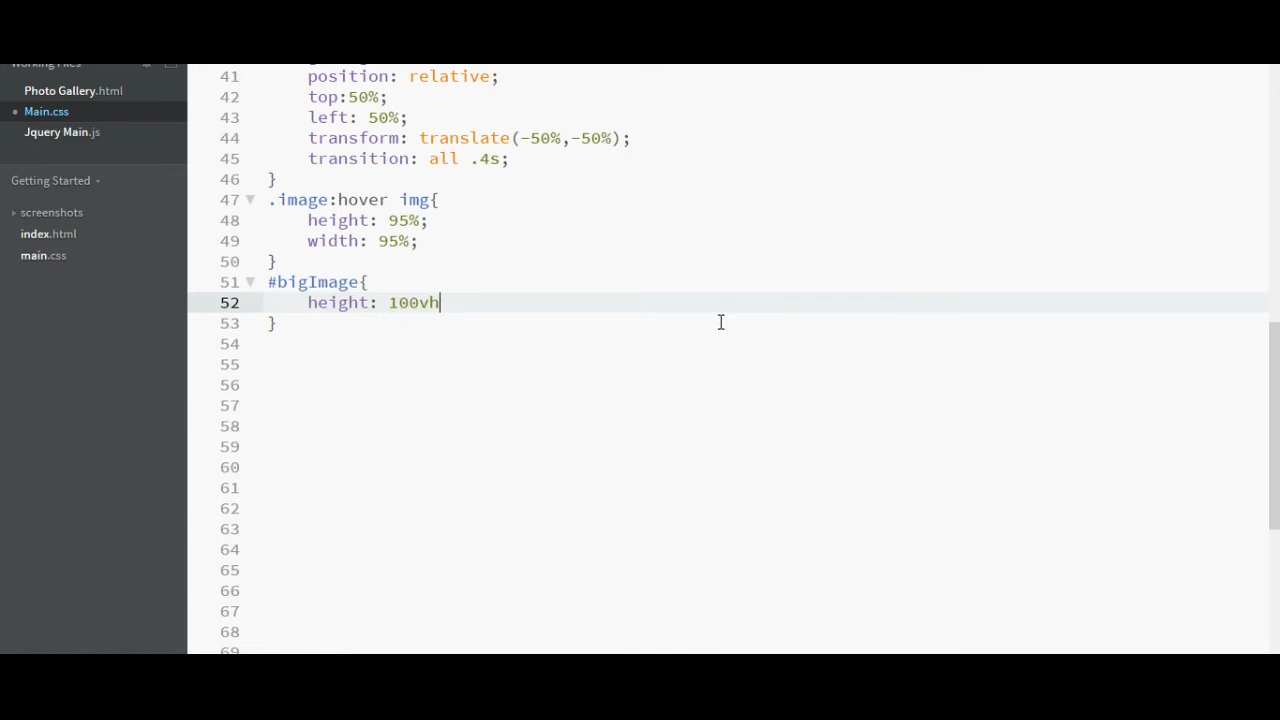 Working Files
Photo Gallery.html
Main.css
Jquery Main.js
Getting Started
screenshots
index.html
main.css
41 position: relative;
42 top:50%;
43 left: 50%;
44 transform: translate(-50%,-50%);
45 transition: all .4s;
46 }
47 .image:hover img{
48 height: 95%;
49 width: 95%;
50 }
51 #bigImage{
52 height: 100vh
53 }
54
55
56
57
58
59
60
61
62
63
64
65
66
67
68
69